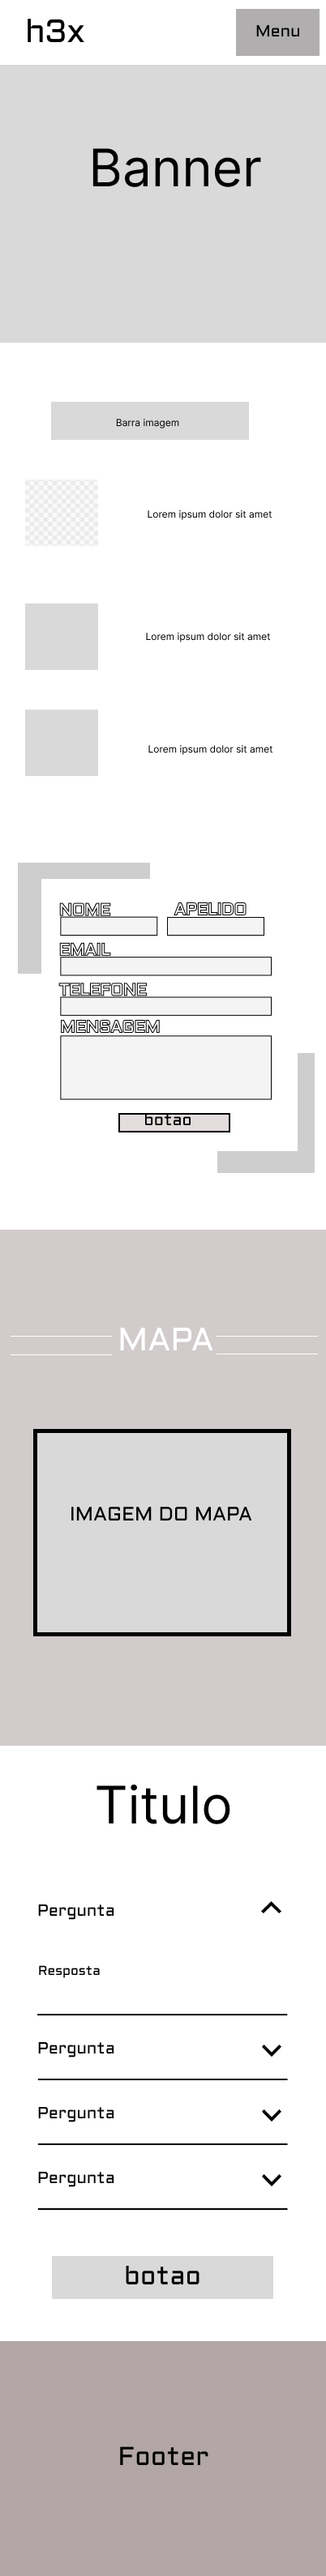 h3x
Menu
Banner
Barra imagem
Lorem ipsum dolor sit amet
Lorem ipsum dolor sit amet
Lorem ipsum dolor sit amet
NOME APELIDO
EMAIL
TELEFONE
MENSAGEM
botao
MAPA
IMAGEM DO MAPA
Titulo
Pergunta
Resposta
Pergunta
Pergunta
Pergunta
botao
Footer